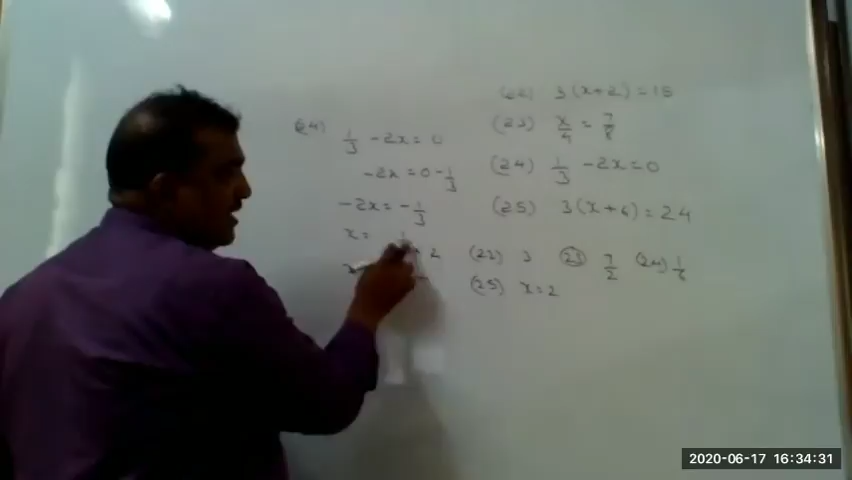 24) 1/3 - 2x = 0
-2x = 0 - 1/3
-2x = - 1/3
x =
2
(22) 3(x+2) = 15
(23) x/4 = 7/8
(24) 1/3 - 2x = 0
(25) 3(x+6) = 24
(22) 3 (23) 7/2 (24) 1/6
(25) x = 2
2020-06-17 16:34:31